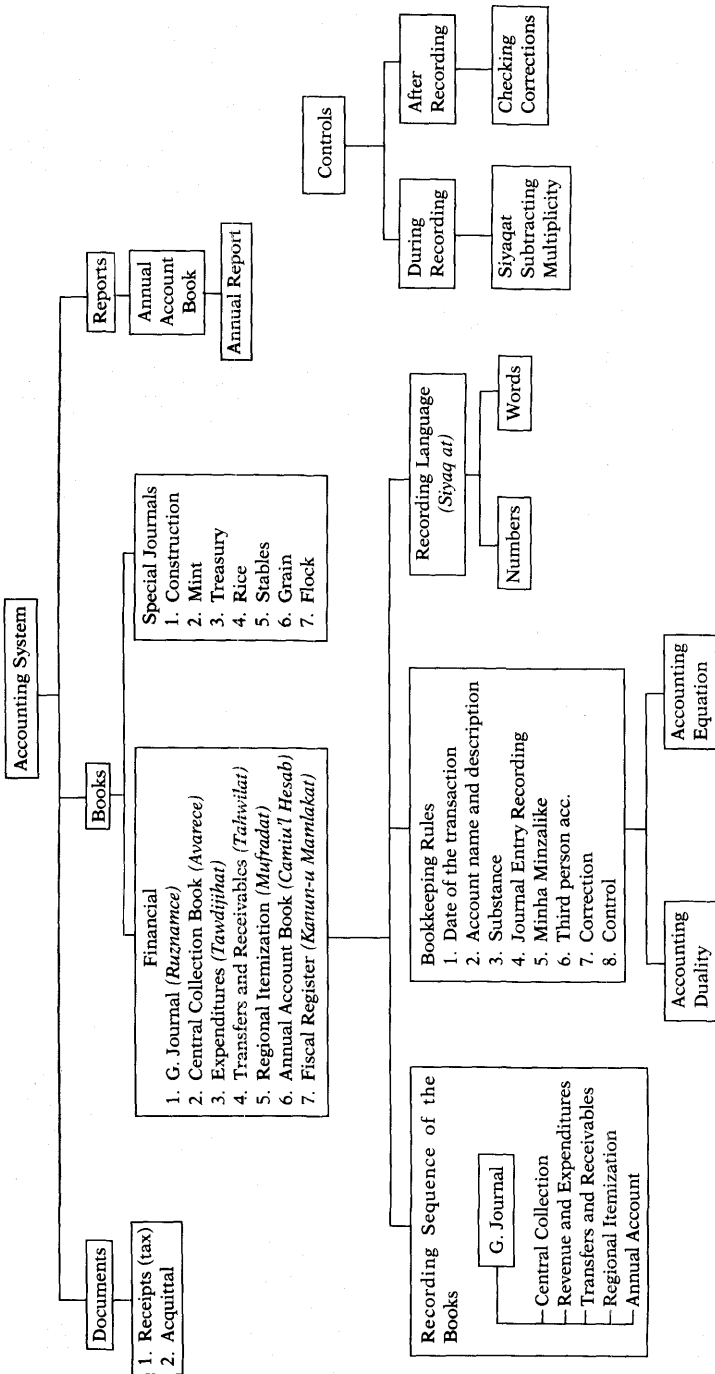 Accounting System
Documents
1. Receipts (tax)
2. Acquittal
Books
Financial
1. G. Journal (Ruznamce)
2. Central Collection Book (Avarece)
3. Expenditures (Tawdijihat)
4. Transfers and Receivables (Tahwilat)
5. Regional Itemization (Mufradat)
6. Annual Account Book (Camiu'l Hesab)
7. Fiscal Register (Kanun-u Mamlakat)
Special Journals
1. Construction
2. Mint
3. Treasury
4. Rice
5. Stables
6. Grain
7. Flock
Reports
Annual
Account
Book
Annual Report
Recording Sequence of the
Books
G. Journal
Central Collection
Revenue and Expenditures
Transfers and Receivables
Regional Itemization
Annual Account
Bookkeeping Rules
1. Date of the transaction
2. Account name and description
3. Substance
4. Journal Entry Recording
5. Minha Minzalike
6. Third person acc.
7. Correction
8. Control
Accounting
Duality
Accounting
Equation
Recording Language
(Siyaq at)
Numbers
Words
Controls
During
Recording
Siyaqat
Subtracting
Multiplicity
After
Recording
Checking
Corrections